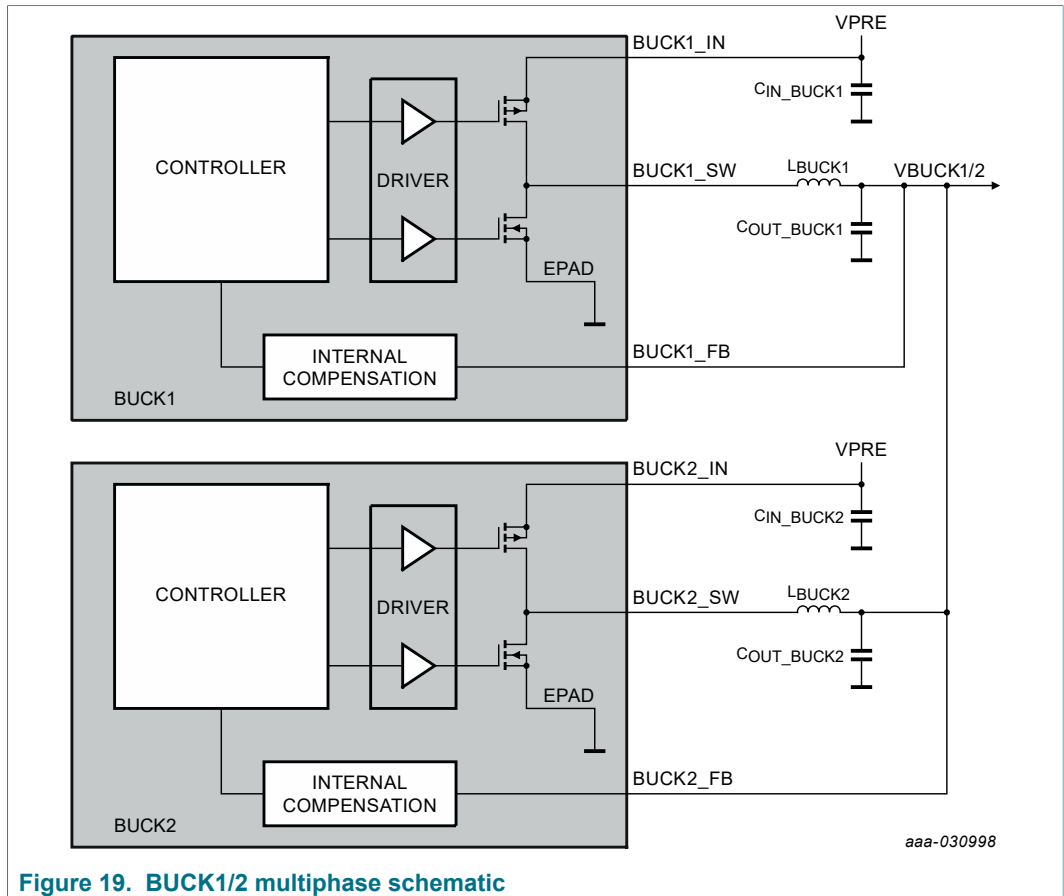 VPRE
BUCK1_IN
CIN_BUCK1
CONTROLLER
DRIVER
BUCK1_SW
LBUCK1
VBUCK1/2
COUT_BUCK1
EPAD
INTERNAL
COMPENSATION
BUCK1_FB
BUCK1
VPRE
BUCK2_IN
CIN_BUCK2
CONTROLLER
DRIVER
BUCK2_SW
LBUCK2
COUT_BUCK2
EPAD
INTERNAL
COMPENSATION
BUCK2_FB
BUCK2
aaa-030998
Figure 19. BUCK1/2 multiphase schematic